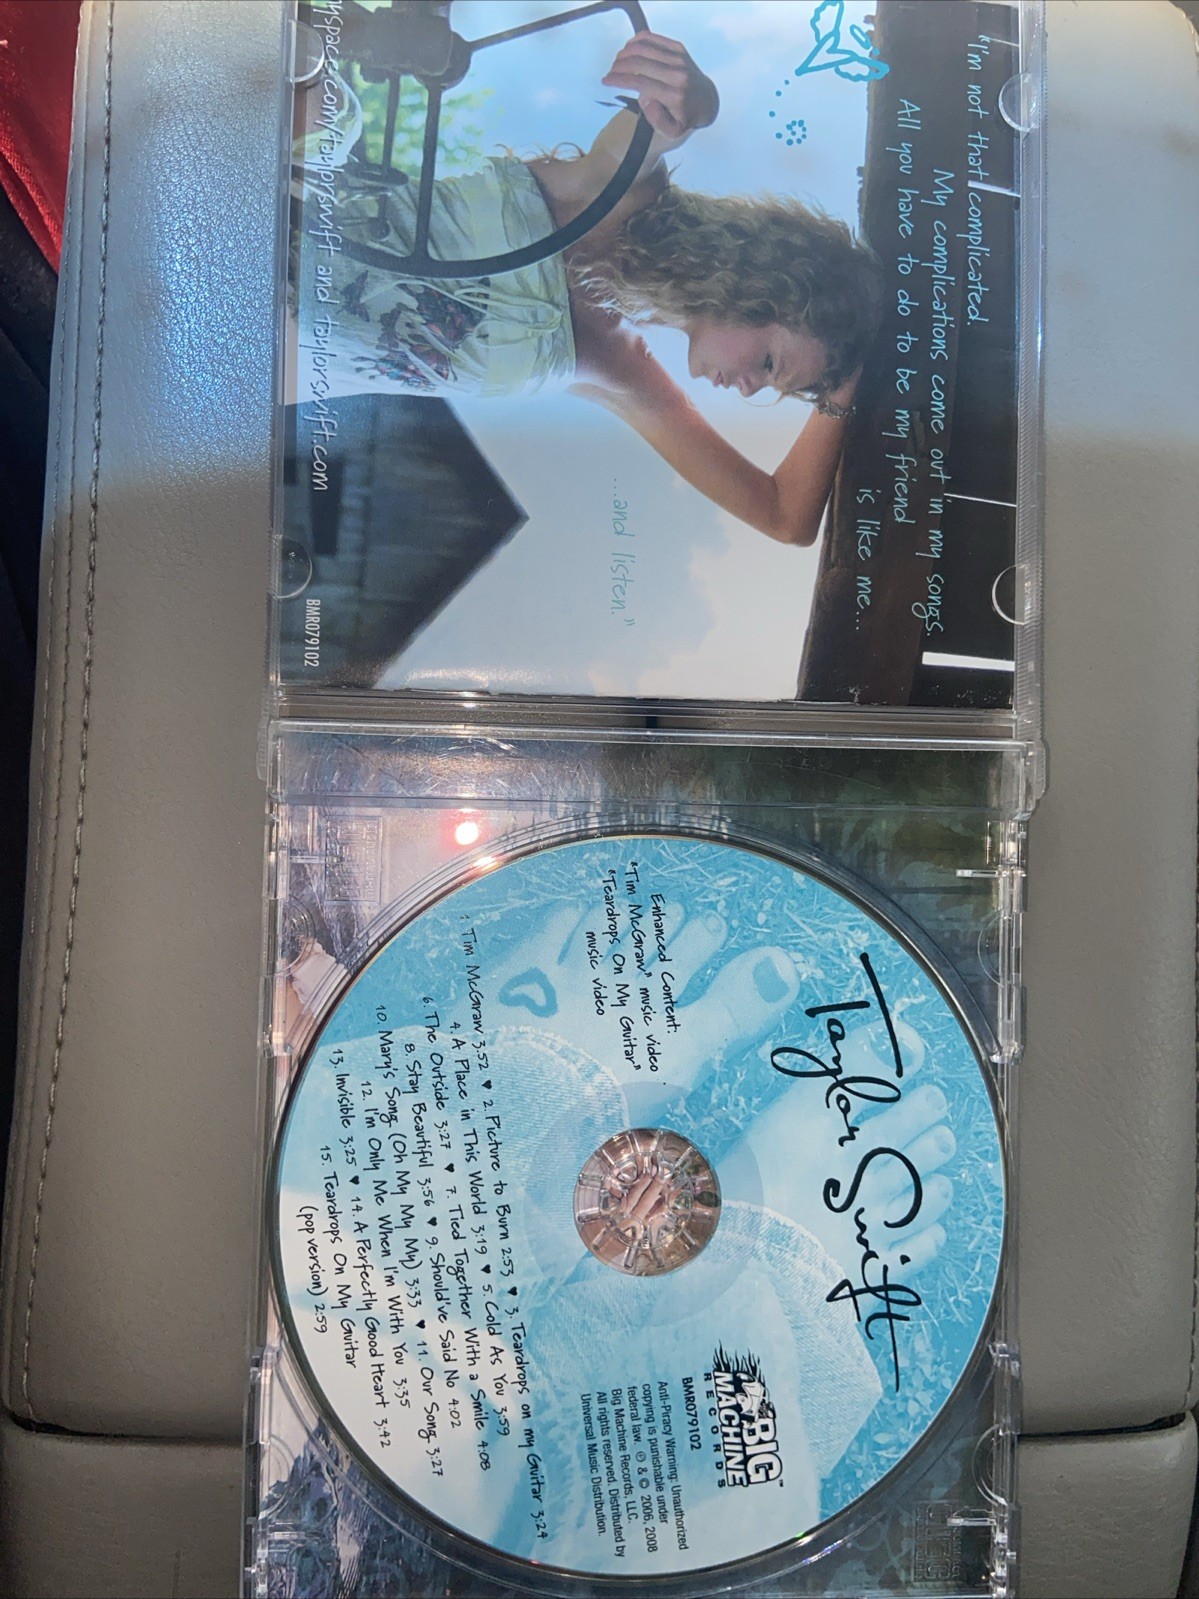 "I'm not that complicated.
My complications come out in my songs.
All you have to do to be my friend
is like me...
...and listen."
myspace.com/taylorswift and taylorswift.com
BMR079102
Taylor Swift
Enhanced Content:
"Tim McGraw" music video
"Teardrops On My Guitar"
music video
BIG
MACHINE
RECORDS
BMR079102
Anti-Piracy Warning: Unauthorized
copying is punishable under
federal law. ℗ & © 2006, 2008
Big Machine Records, LLC.
All rights reserved. Distributed by
Universal Music Distribution.
1. Tim McGraw 3:52 ♥ 2. Picture to Burn 2:53 ♥ 3. Teardrops on my Guitar 3:24
4. A Place in This World 3:19 ♥ 5. Cold As You 3:59
6. The Outside 3:27 ♥ 7. Tied Together With a Smile 4:08
8. Stay Beautiful 3:56 ♥ 9. Should've Said No 4:02
10. Mary's Song (Oh My My My) 3:33 ♥ 11. Our Song 3:27
12. I'm Only Me When I'm With You 3:35
13. Invisible 3:25 ♥ 14. A Perfectly Good Heart 3:42
15. Teardrops On My Guitar
(pop version) 2:59